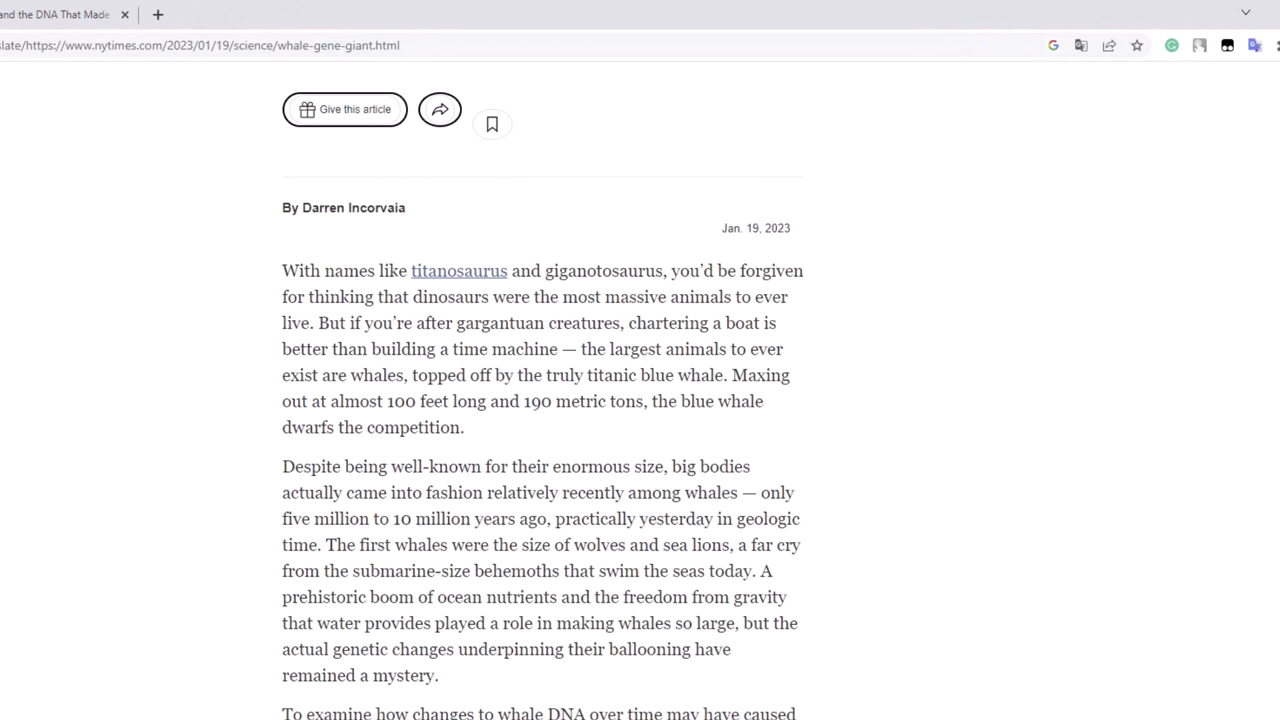 and the DNA That Made
slate/https://www.nytimes.com/2023/01/19/science/whale-gene-giant.html
Give this article
By Darren Incorvaia
Jan. 19, 2023
With names like titanosaurus and giganotosaurus, you’d be forgiven
for thinking that dinosaurs were the most massive animals to ever
live. But if you’re after gargantuan creatures, chartering a boat is
better than building a time machine — the largest animals to ever
exist are whales, topped off by the truly titanic blue whale. Maxing
out at almost 100 feet long and 190 metric tons, the blue whale
dwarfs the competition.
Despite being well-known for their enormous size, big bodies
actually came into fashion relatively recently among whales — only
five million to 10 million years ago, practically yesterday in geologic
time. The first whales were the size of wolves and sea lions, a far cry
from the submarine-size behemoths that swim the seas today. A
prehistoric boom of ocean nutrients and the freedom from gravity
that water provides played a role in making whales so large, but the
actual genetic changes underpinning their ballooning have
remained a mystery.
To examine how changes to whale DNA over time may have caused